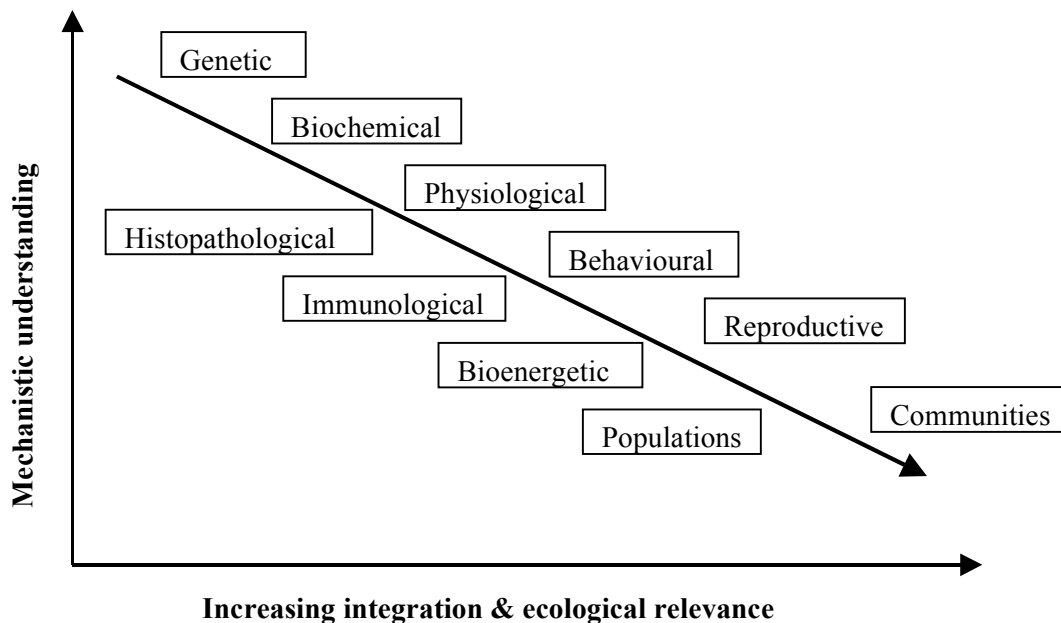 Genetic
Biochemical
Physiological
Histopathological
Behavioural
Immunological
Reproductive
Bioenergetic
Communities
Populations
Mechanistic understanding
Increasing integration & ecological relevance